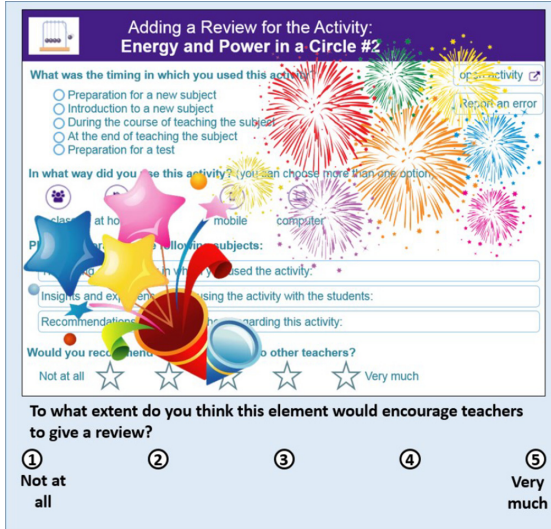 Adding a Review for the Activity:
Energy and Power in a Circle #2
What was the timing in which you used this activity?
open activity
Report an error
Preparation for a new subject
Introduction to a new subject
During the course of teaching the subject
At the end of teaching the subject
Preparation for a test
In what way did you use this activity? (you can choose more than one option)
at
mobile
computer
following subjects:
in which you used the activity:
Insights and using the activity with the students:
Recommendations regarding this activity:
Would you recommend to other teachers?
Not at all
Very much
To what extent do you think this element would encourage teachers
to give a review?
1 2 3 4 5
Not at all
Very much